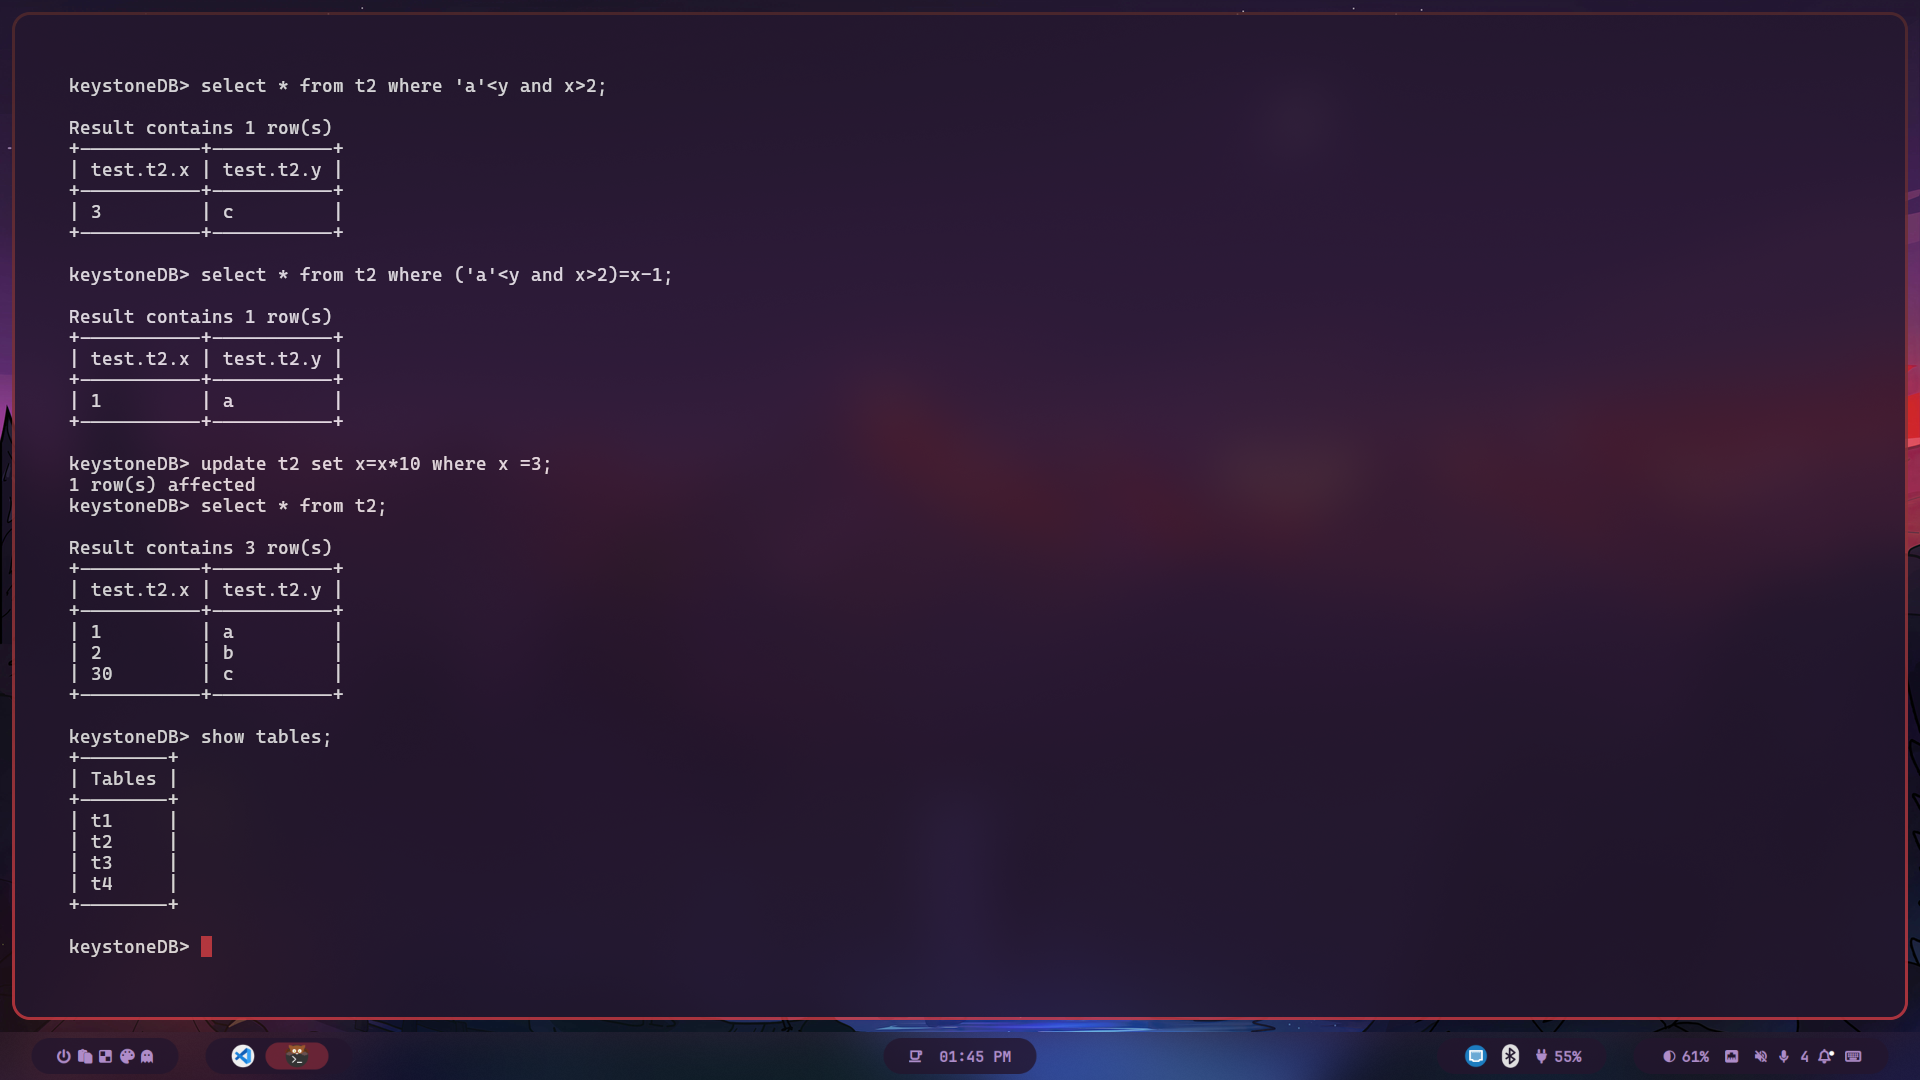 keystoneDB> select * from t2 where 'a'<y and x>2;
Result contains 1 row(s)
+-----------+-----------+
| test.t2.x | test.t2.y |
+-----------+-----------+
| 3         | c         |
+-----------+-----------+
keystoneDB> select * from t2 where ('a'<y and x>2)=x-1;
Result contains 1 row(s)
+-----------+-----------+
| test.t2.x | test.t2.y |
+-----------+-----------+
| 1         | a         |
+-----------+-----------+
keystoneDB> update t2 set x=x*10 where x =3;
1 row(s) affected
keystoneDB> select * from t2;
Result contains 3 row(s)
+-----------+-----------+
| test.t2.x | test.t2.y |
+-----------+-----------+
| 1         | a         |
| 2         | b         |
| 30        | c         |
+-----------+-----------+
keystoneDB> show tables;
+--------+
| Tables |
+--------+
| t1     |
| t2     |
| t3     |
| t4     |
+--------+
keystoneDB>
01:45 PM 55% 61% 4